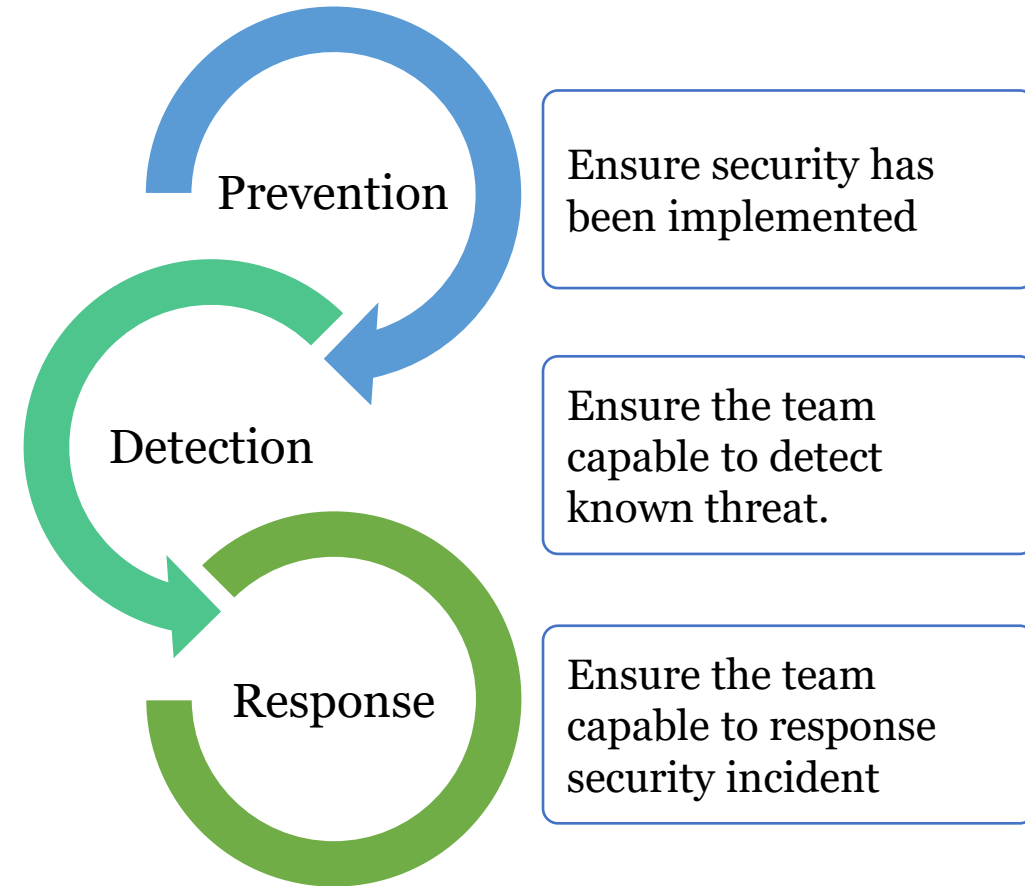 Prevention
Ensure security has
been implemented
Detection
Ensure the team
capable to detect
known threat.
Response
Ensure the team
capable to response
security incident